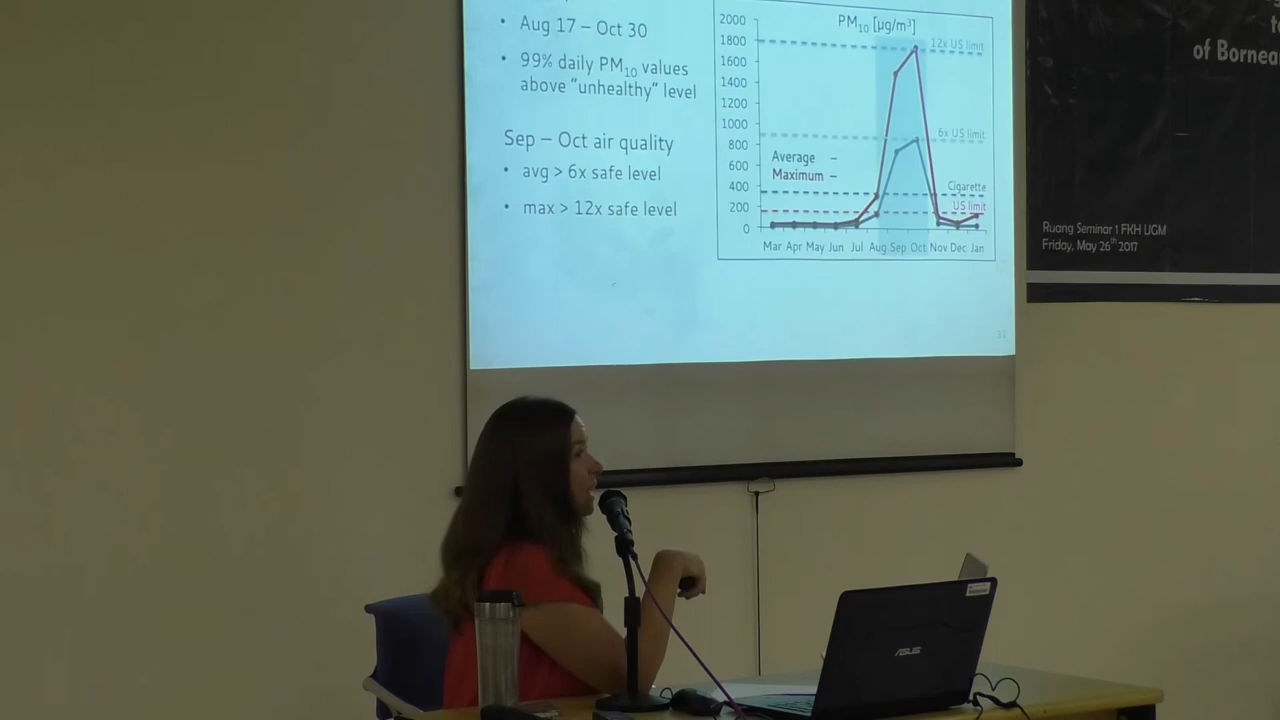 • Aug 17 – Oct 30
• 99% daily PM10 values
above “unhealthy” level
Sep – Oct air quality
• avg > 6x safe level
• max > 12x safe level
PM10 [µg/m³]
2000
1800
1600
1400
1200
1000
800
600
400
200
0
12x US limit
6x US limit
Average –
Maximum –
Cigarette
US limit
Mar Apr May Jun Jul Aug Sep Oct Nov Dec Jan
of Bornea
Ruang Seminar 1 FKH UGM
Friday, May 26th 2017
ASUS